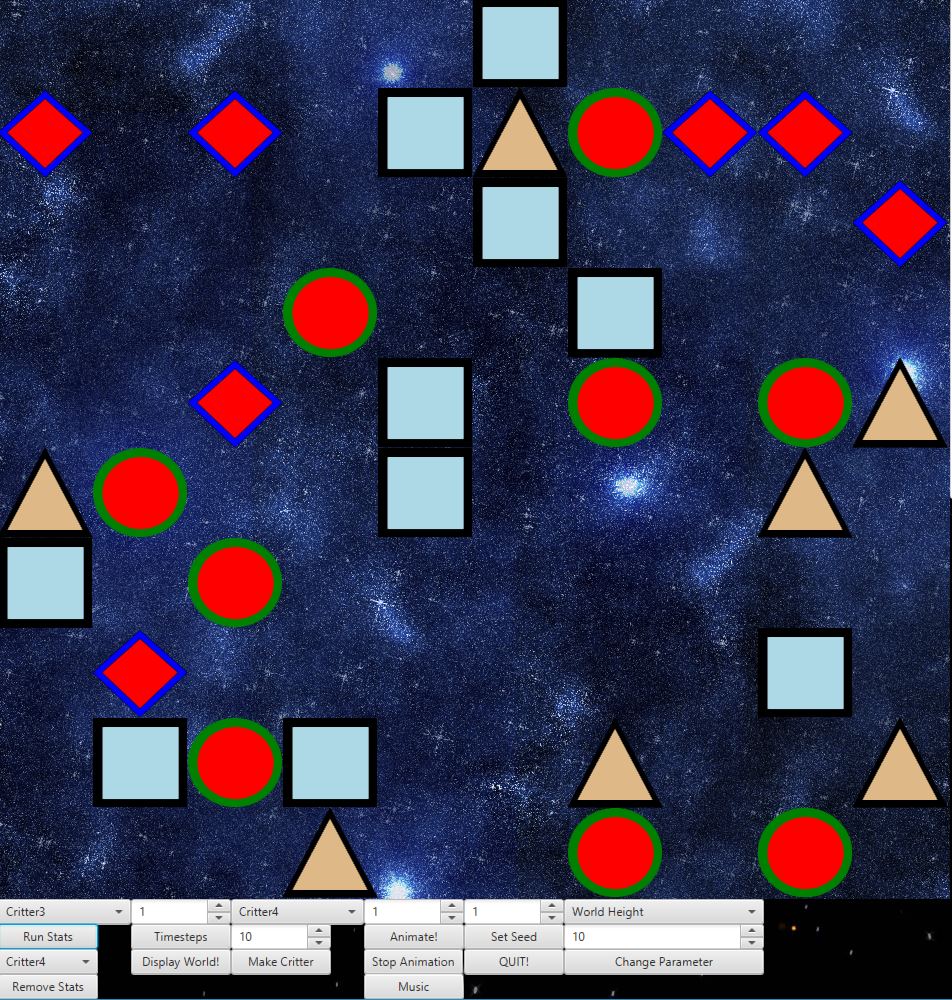 Critter3 1 Critter4 1 1 World Height
Run Stats Timesteps 10 Animate! Set Seed 10
Critter4 Display World! Make Critter Stop Animation QUIT! Change Parameter
Remove Stats Music